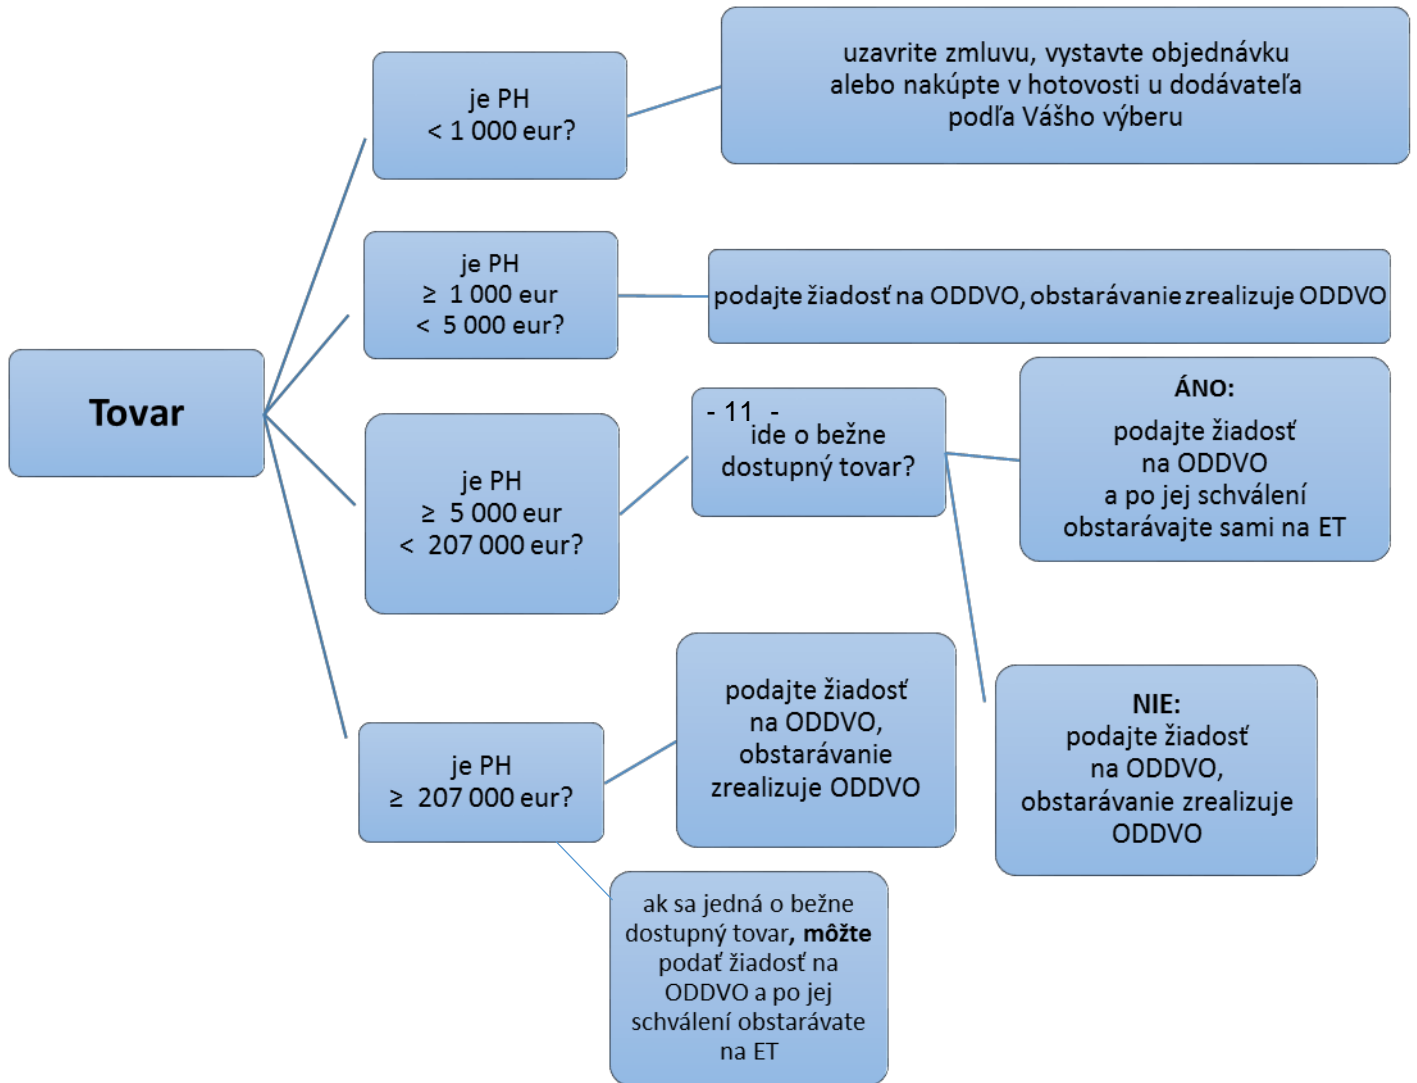 Tovar
je PH
< 1 000 eur?
uzavrite zmluvu, vystavte objednávku
alebo nakúpte v hotovosti u dodávateľa
podľa Vášho výberu
je PH
≥ 1 000 eur
< 5 000 eur?
podajte žiadosť na ODDVO, obstarávanie zrealizuje ODDVO
je PH
≥ 5 000 eur
< 207 000 eur?
- 11 -
ide o bežne
dostupný tovar?
ÁNO:
podajte žiadosť
na ODDVO
a po jej schválení
obstarávajte sami na ET
NIE:
podajte žiadosť
na ODDVO,
obstarávanie zrealizuje
ODDVO
je PH
≥ 207 000 eur?
podajte žiadosť
na ODDVO,
obstarávanie
zrealizuje ODDVO
ak sa jedná o bežne
dostupný tovar, môžte
podať žiadosť na
ODDVO a po jej
schválení obstarávate
na ET